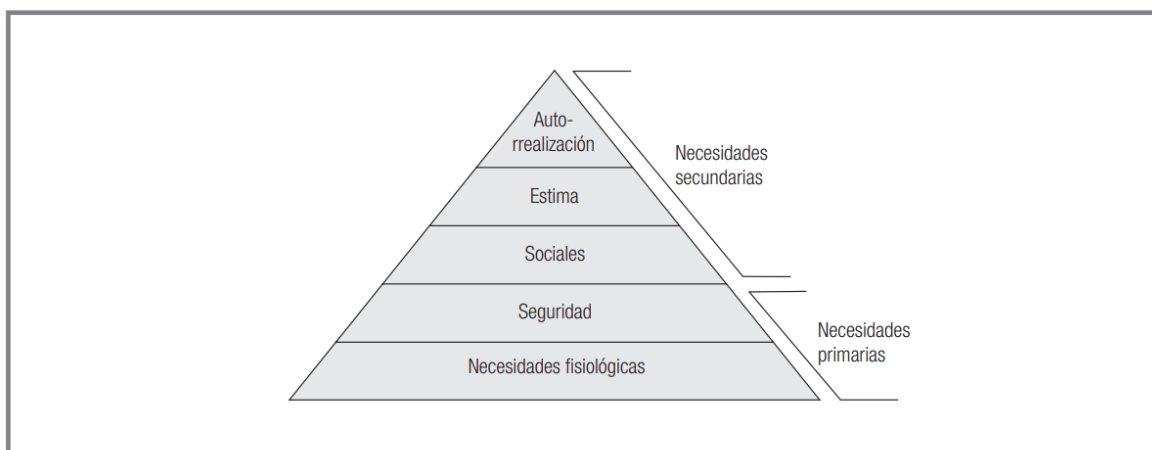 Auto-
rrealización
Necesidades
secundarias
Estima
Sociales
Seguridad
Necesidades
primarias
Necesidades fisiológicas